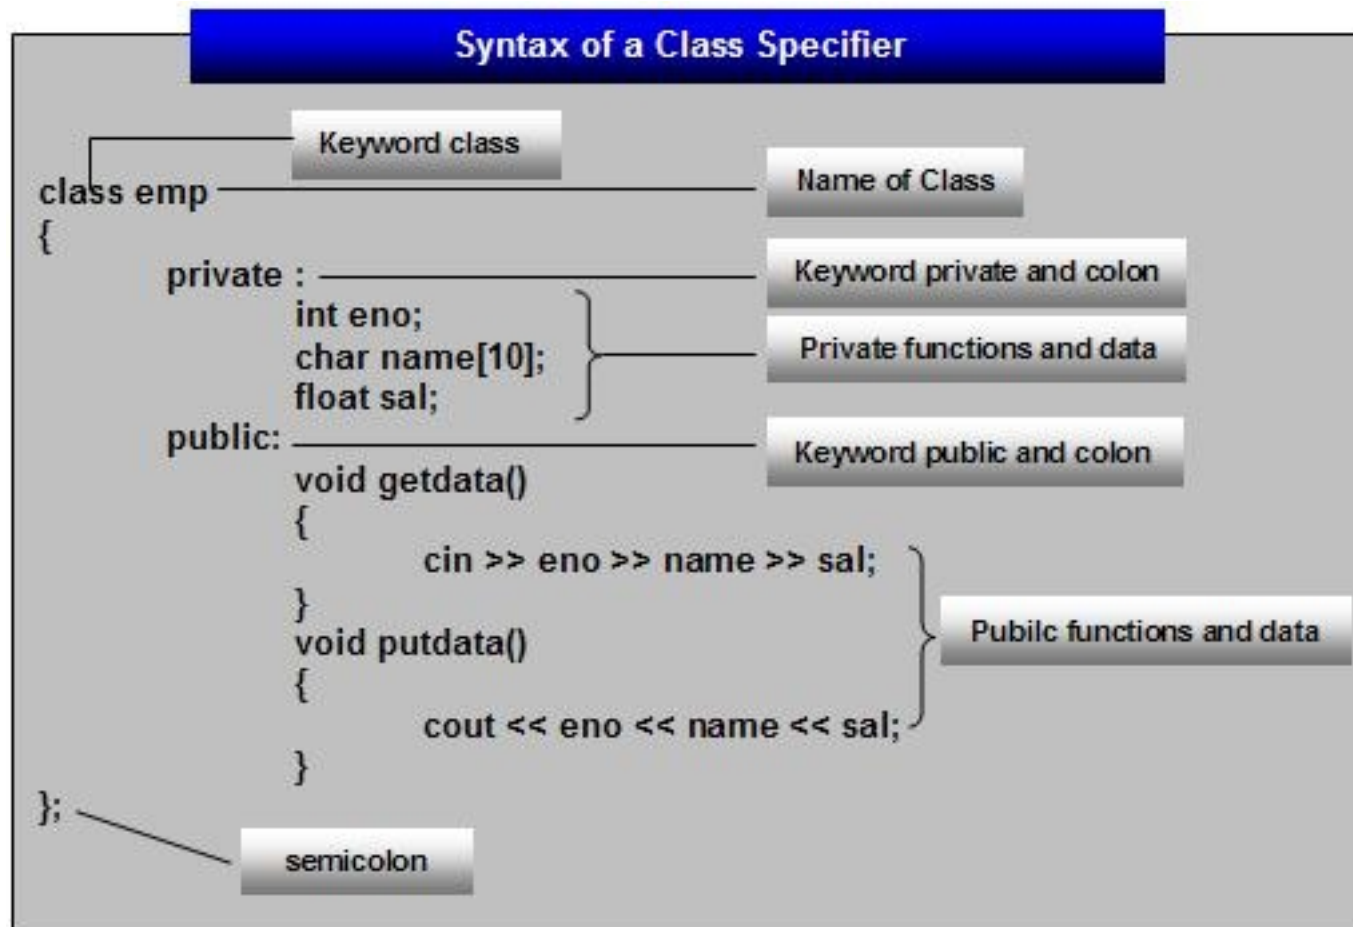 Syntax of a Class Specifier
Keyword class
class emp
Name of Class
{
private :
Keyword private and colon
int eno;
char name[10];
Private functions and data
float sal;
public:
Keyword public and colon
void getdata()
{
cin >> eno >> name >> sal;
}
void putdata()
Pubilc functions and data
{
cout << eno << name << sal;
}
};
semicolon